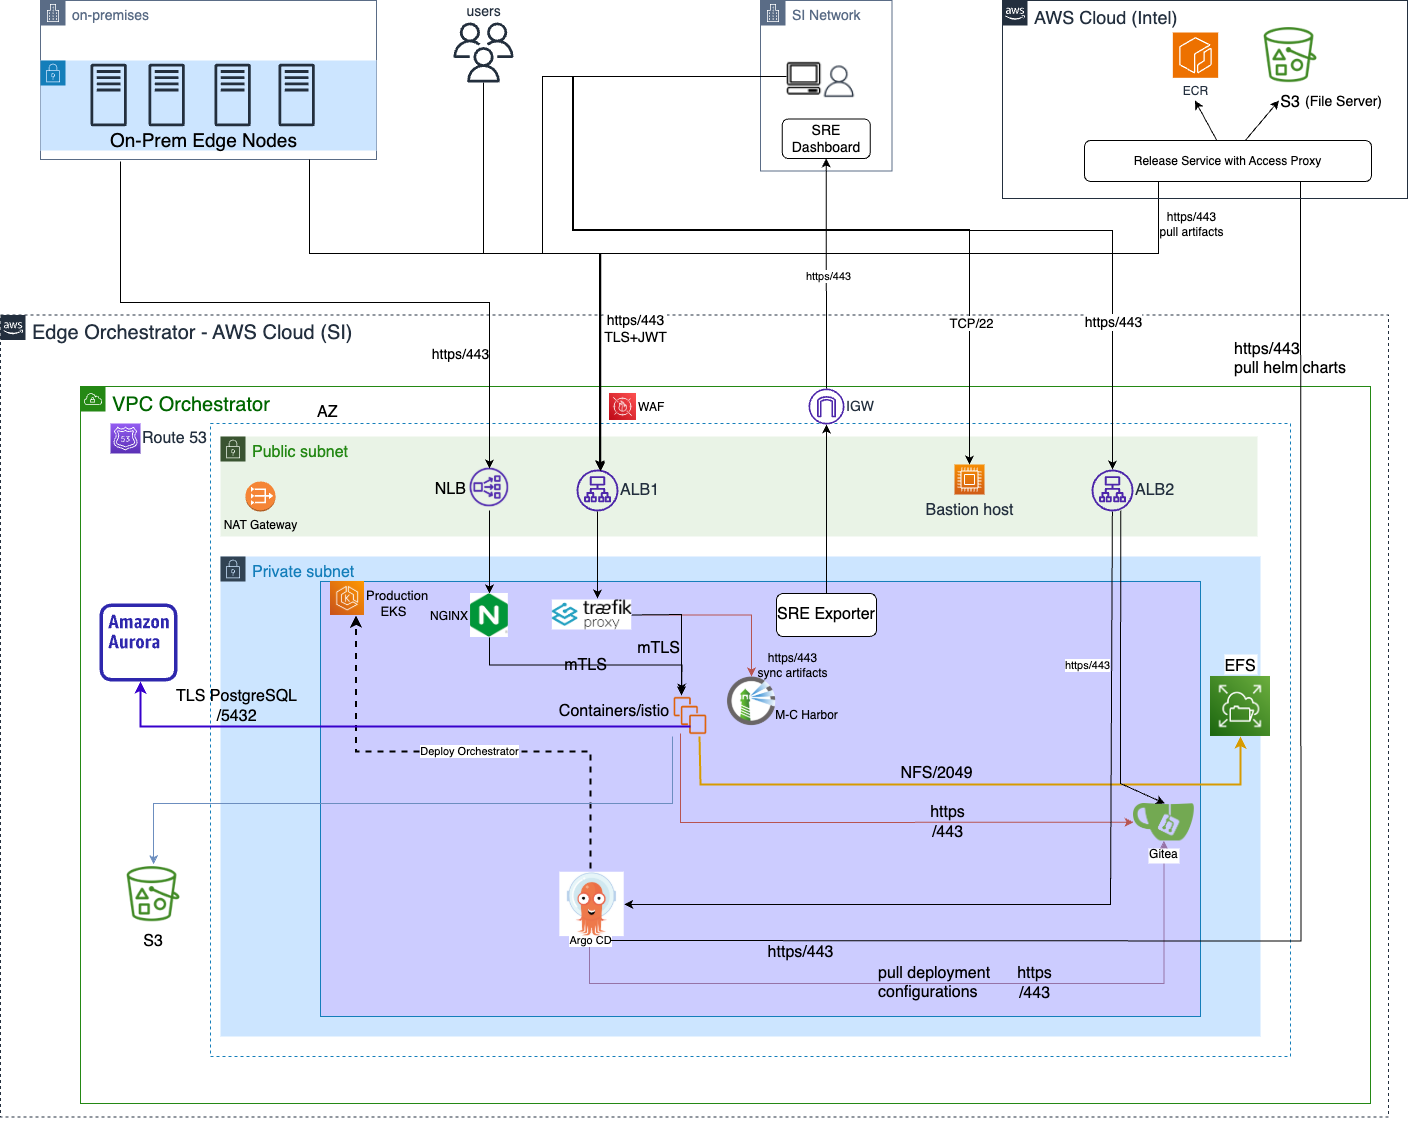 on-premises
users
SI Network
aws
AWS Cloud (Intel)
ECR
S3 (File Server)
On-Prem Edge Nodes
SRE
Dashboard
Release Service with Access Proxy
https/443
pull artifacts
https/443
aws
Edge Orchestrator - AWS Cloud (SI)
https/443
TLS+JWT
TCP/22
https/443
https/443
https/443
pull helm charts
VPC Orchestrator
AZ
WAF
IGW
53
Route 53
Public subnet
NLB
ALB1
ALB2
NAT Gateway
Bastion host
Private subnet
Production
EKS
K
NGINX
N
træfik
proxy
SRE Exporter
Amazon
Aurora
mTLS
mTLS
https/443
sync artifacts
https/443
EFS
TLS PostgreSQL
/5432
Containers/istio
M-C Harbor
Deploy Orchestrator
NFS/2049
https
/443
Gitea
S3
Argo CD
https/443
pull deployment
configurations
https
/443